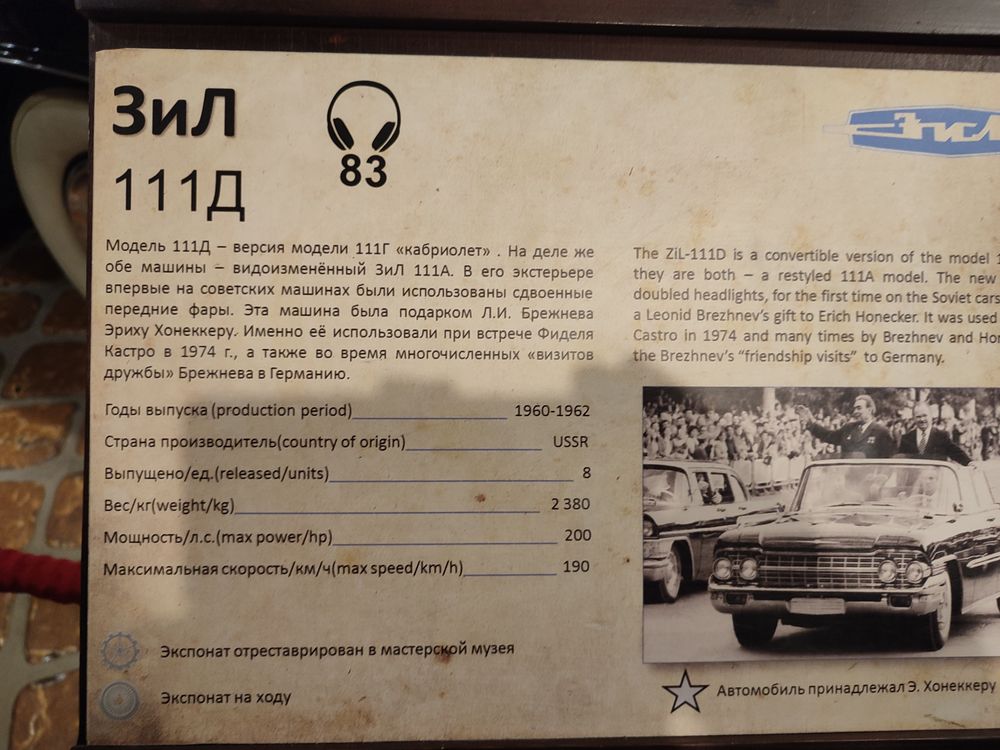 ЗиЛ
111Д
83
ЗИЛ
Модель 111Д – версия модели 111Г «кабриолет» . На деле же
обе машины – видоизменённый ЗиЛ 111А. В его экстерьере
впервые на советских машинах были использованы сдвоенные
передние фары. Эта машина была подарком Л.И. Брежнева
Эриху Хонеккеру. Именно её использовали при встрече Фиделя
Кастро в 1974 г., а также во время многочисленных «визитов
дружбы» Брежнева в Германию.
The ZiL-111D is a convertible version of the model
they are both – a restyled 111A model. The new
doubled headlights, for the first time on the Soviet cars
a Leonid Brezhnev's gift to Erich Honecker. It was used
Castro in 1974 and many times by Brezhnev and
the Brezhnev's "friendship visits" to Germany.
Годы выпуска (production period) 1960-1962
Страна производитель(country of origin) USSR
Выпущено/ед.(released/units) 8
Вес/кг(weight/kg) 2 380
Мощность/л.с.(max power/hp) 200
Максимальная скорость/км/ч(max speed/km/h) 190
Экспонат отреставрирован в мастерской музея
Экспонат на ходу
Автомобиль принадлежал Э. Хонеккеру